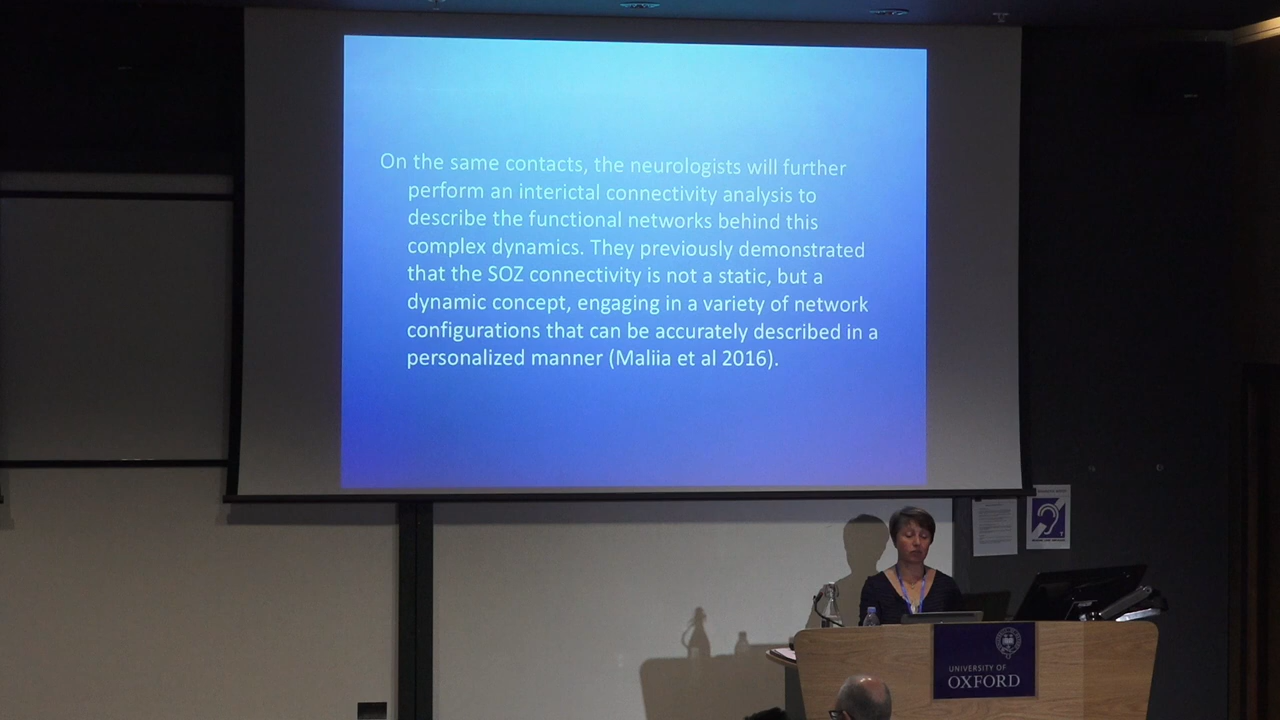 On the same contacts, the neurologists will further
perform an interictal connectivity analysis to
describe the functional networks behind this
complex dynamics. They previously demonstrated
that the SOZ connectivity is not a static, but a
dynamic concept, engaging in a variety of network
configurations that can be accurately described in a
personalized manner (Maliia et al 2016).
UNIVERSITY OF
OXFORD